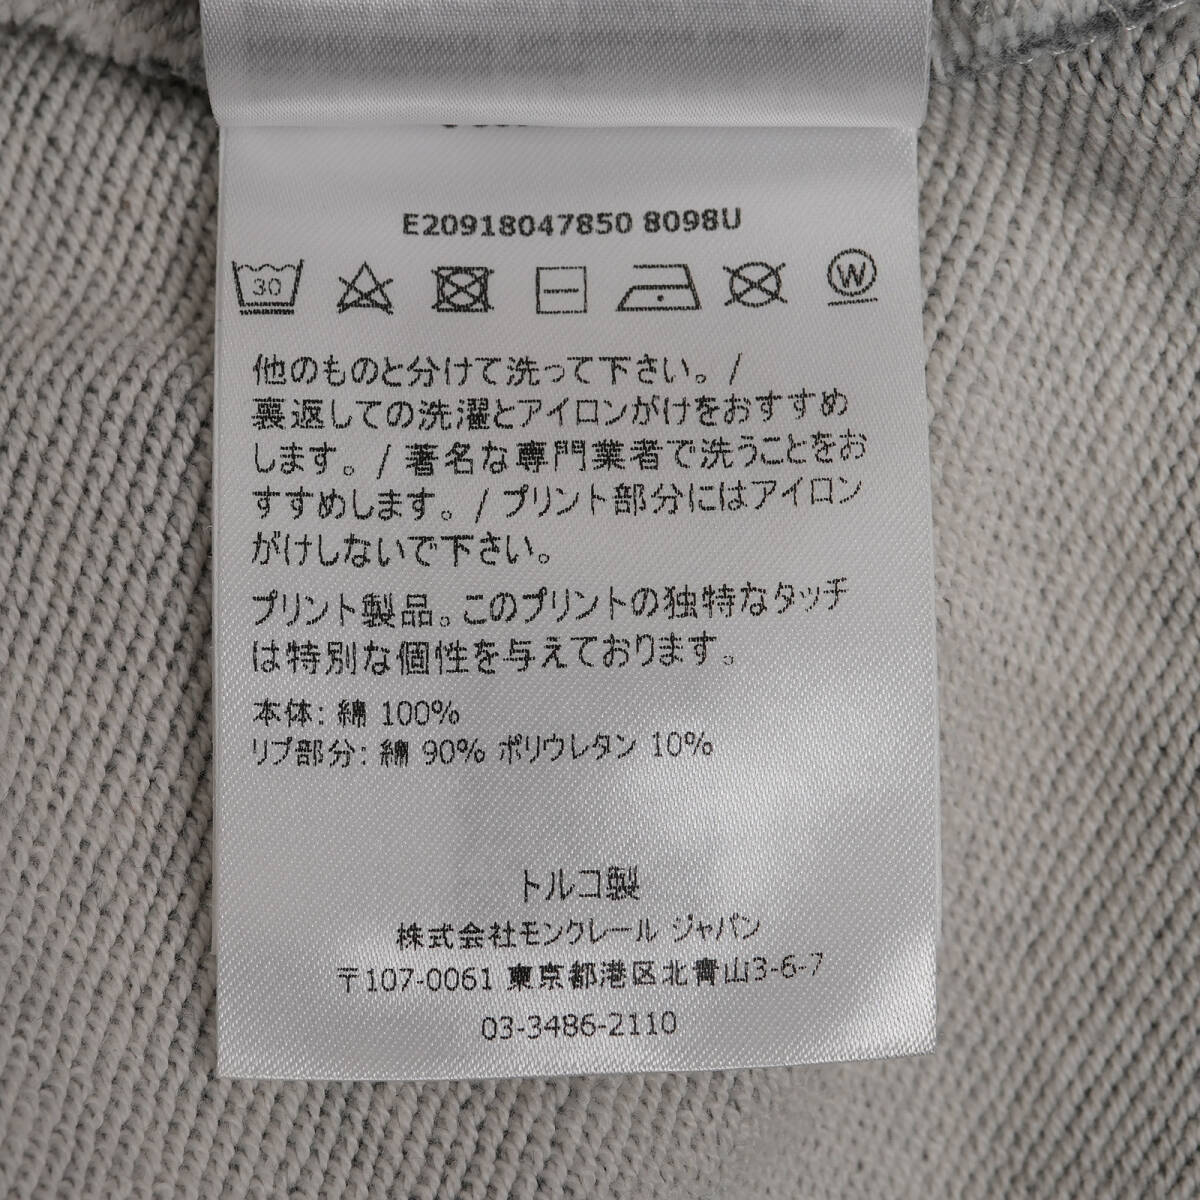 E20918047850 8098U
30 W
他のものと分けて洗って下さい。/
裏返しての洗濯とアイロンがけをおすすめ
します。/ 著名な専門業者で洗うことをお
すすめします。/ プリント部分にはアイロン
がけしないで下さい。
プリント製品。このプリントの独特なタッチ
は特別な個性を与えております。
本体: 綿 100%
リブ部分: 綿 90% ポリウレタン 10%
トルコ製
株式会社モンクレール ジャパン
〒107-0061 東京都港区北青山3-6-7
03-3486-2110